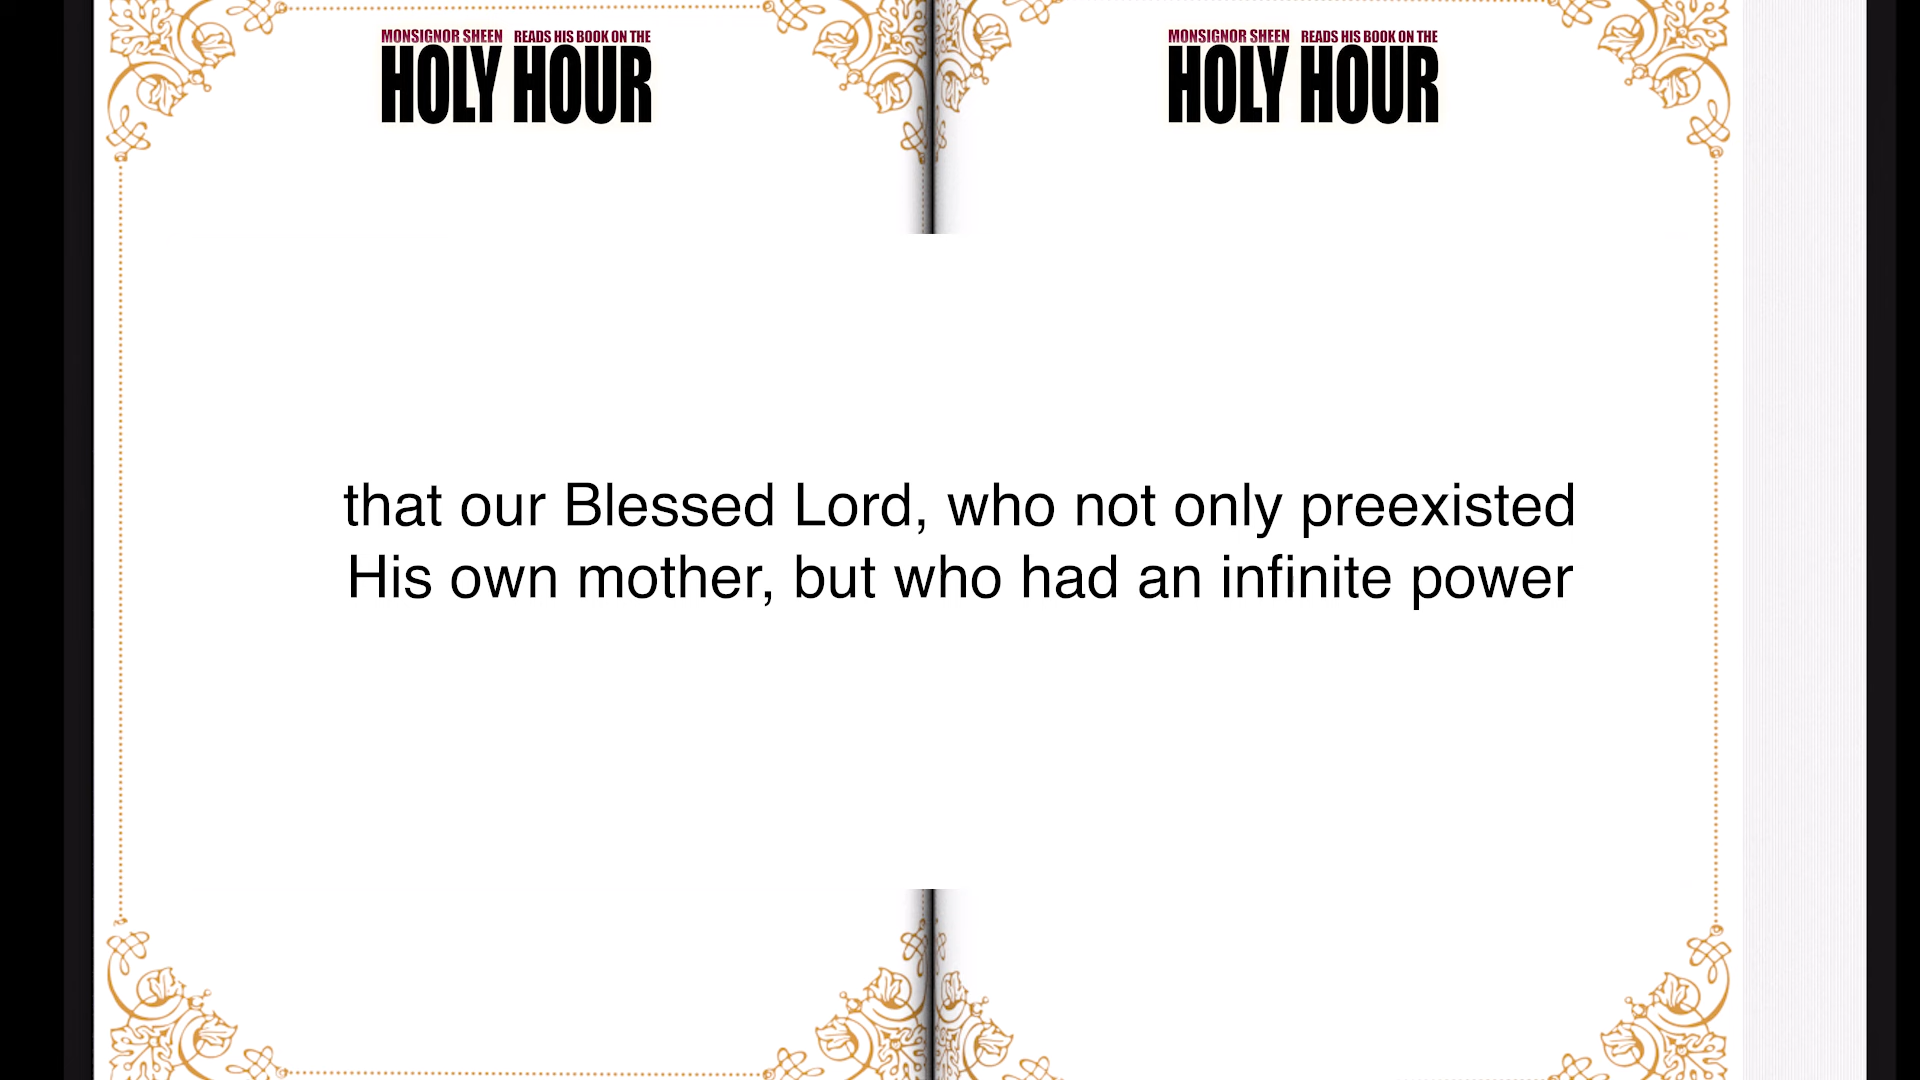 MONSIGNOR SHEEN READS HIS BOOK ON THE
HOLY HOUR
MONSIGNOR SHEEN READS HIS BOOK ON THE
HOLY HOUR
that our Blessed Lord, who not only preexisted
His own mother, but who had an infinite power